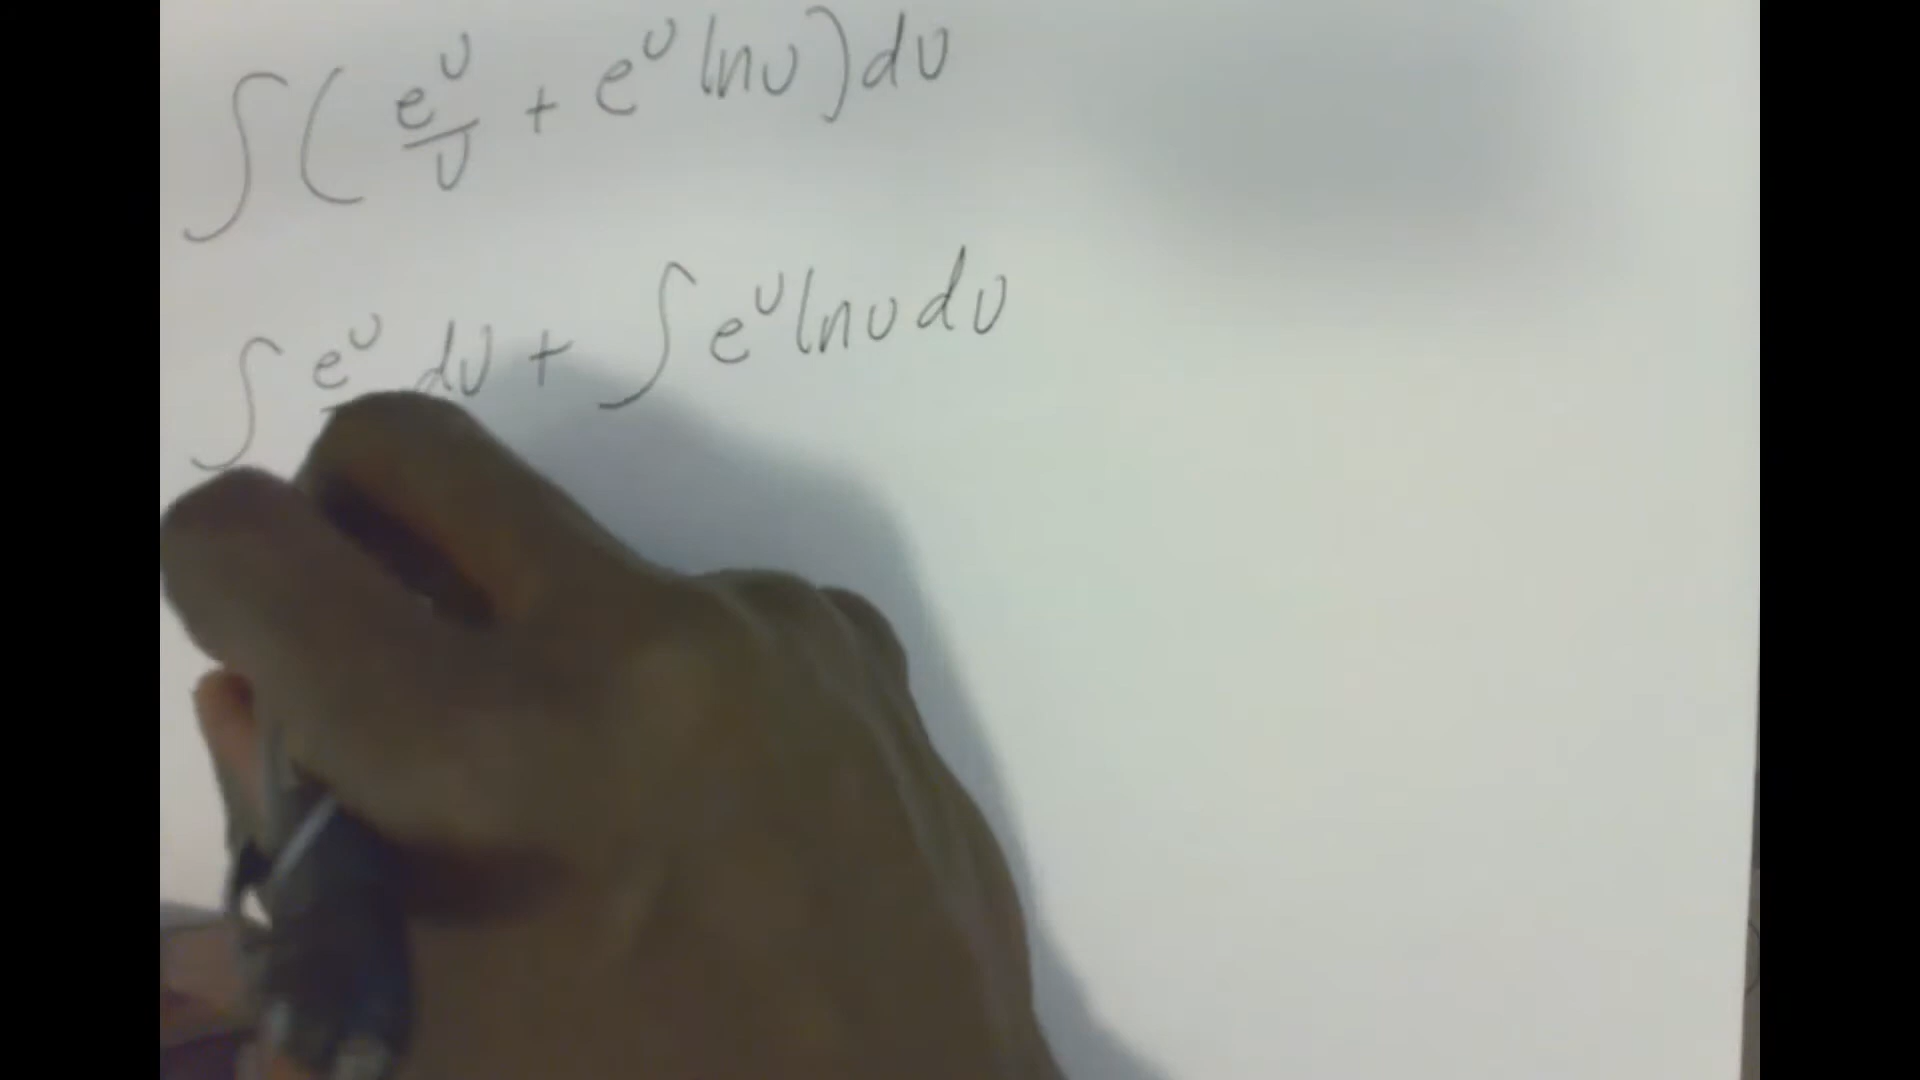 ∫( e^u/u + e^u ln u ) du
∫ e^u du + ∫ e^u ln u du